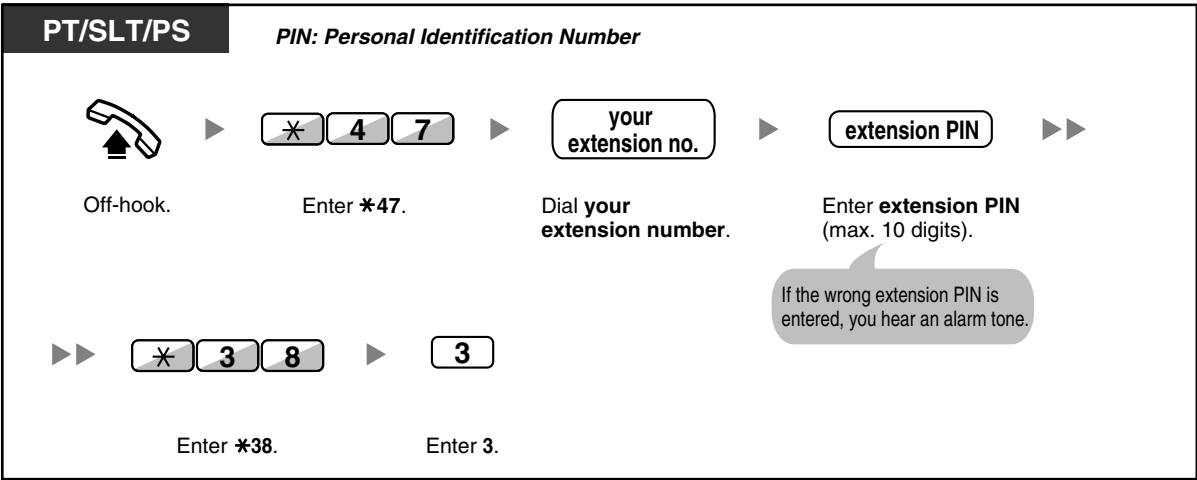 PT/SLT/PS
PIN: Personal Identification Number
* 4 7
your
extension no.
extension PIN
Off-hook.
Enter *47.
Dial your
extension number.
Enter extension PIN
(max. 10 digits).
If the wrong extension PIN is
entered, you hear an alarm tone.
* 3 8
3
Enter *38.
Enter 3.